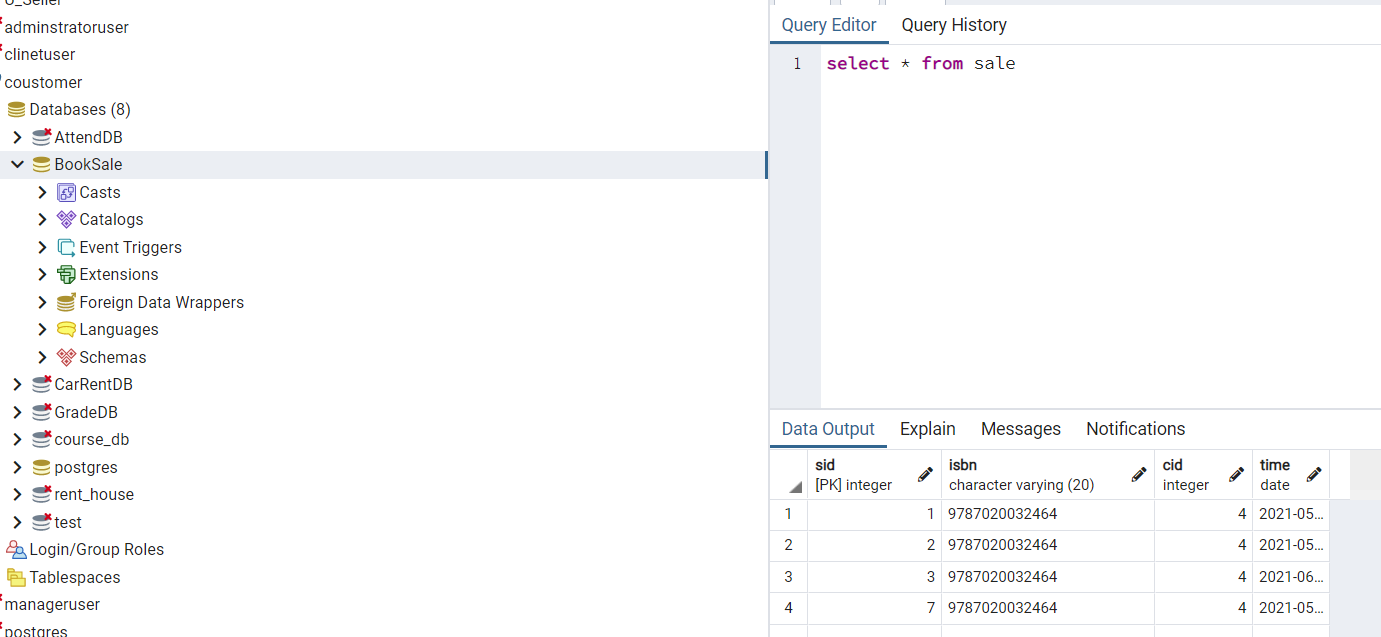 U_Seller
adminstratoruser
clinetuser
coustomer
Databases (8)
AttendDB
BookSale
Casts
Catalogs
Event Triggers
Extensions
Foreign Data Wrappers
Languages
Schemas
CarRentDB
GradeDB
course_db
postgres
rent_house
test
Login/Group Roles
Tablespaces
manageruser
postgres
Query Editor Query History
1 select * from sale
Data Output Explain Messages Notifications
sid isbn cid time
[PK] integer character varying (20) integer date
1 1 9787020032464 4 2021-05...
2 2 9787020032464 4 2021-05...
3 3 9787020032464 4 2021-06...
4 7 9787020032464 4 2021-05...